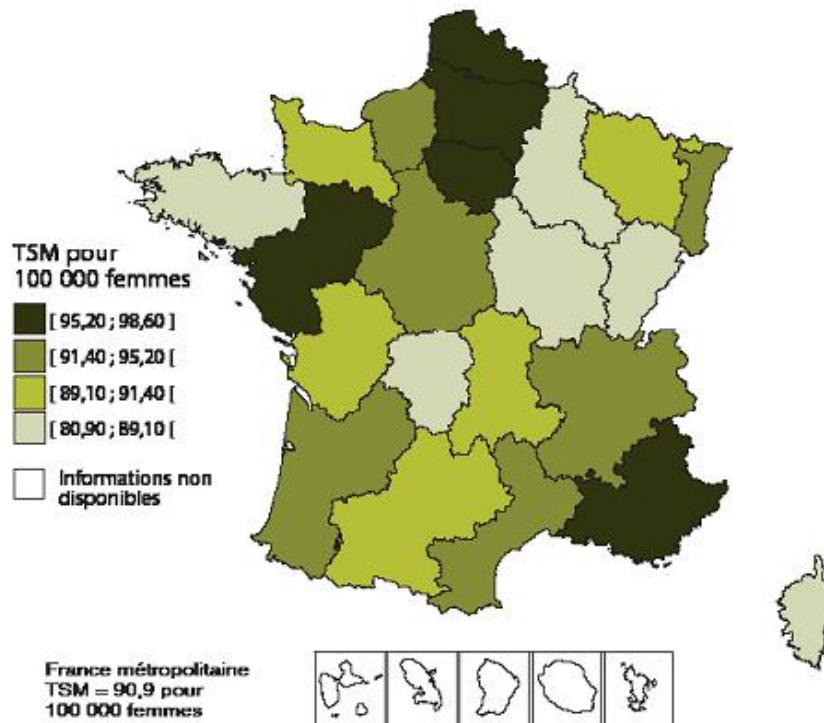 TSM pour
100 000 femmes
[ 95,20 ; 98,60 ]
[ 91,40 ; 95,20 [
[ 89,10 ; 91,40 [
[ 80,90 ; 89,10 [
Informations non
disponibles
France métropolitaine
TSM = 90,9 pour
100 000 femmes